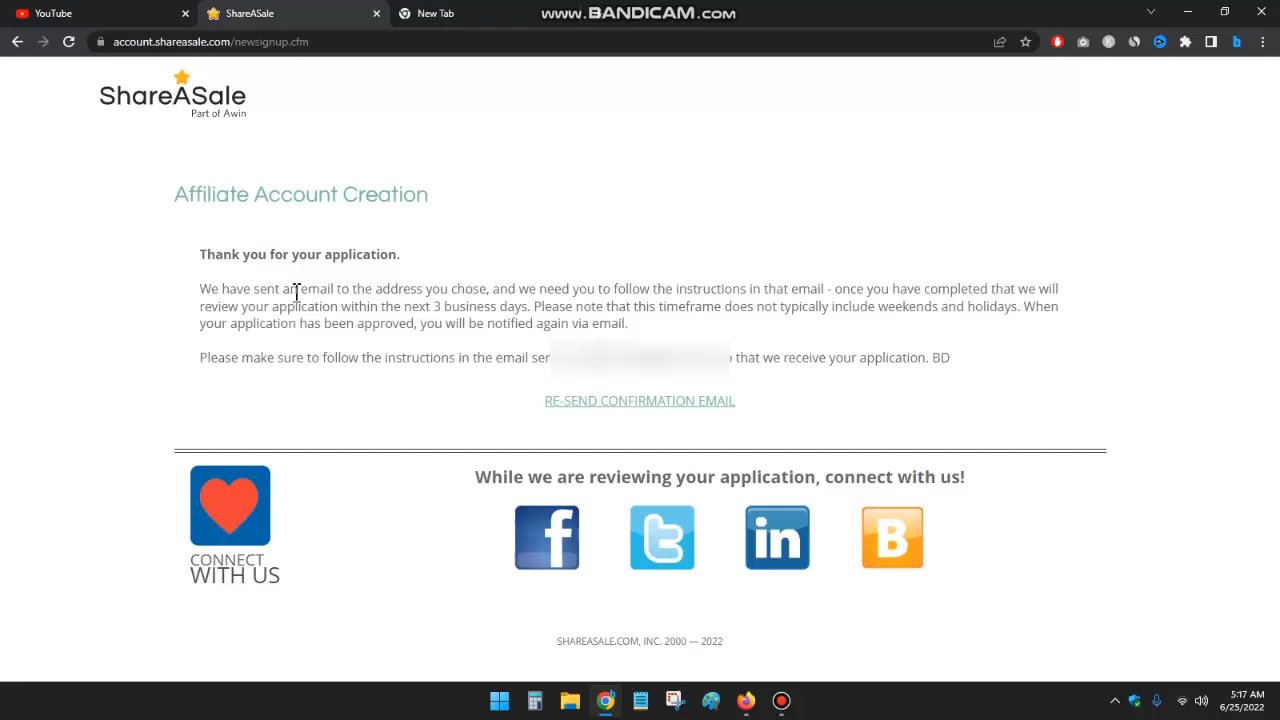 YouTube
ShareASale
New Tab
www.BANDICAM.com
account.shareasale.com/newsignup.cfm
ShareASale
Part of Awin
Affiliate Account Creation
Thank you for your application.
We have sent an email to the address you chose, and we need you to follow the instructions in that email - once you have completed that we will
review your application within the next 3 business days. Please note that this timeframe does not typically include weekends and holidays. When
your application has been approved, you will be notified again via email.
Please make sure to follow the instructions in the email that we receive your application. BD
RE-SEND CONFIRMATION EMAIL
While we are reviewing your application, connect with us!
CONNECT
WITH US
SHAREASALE.COM, INC. 2000 — 2022
5:17 AM
6/25/2022